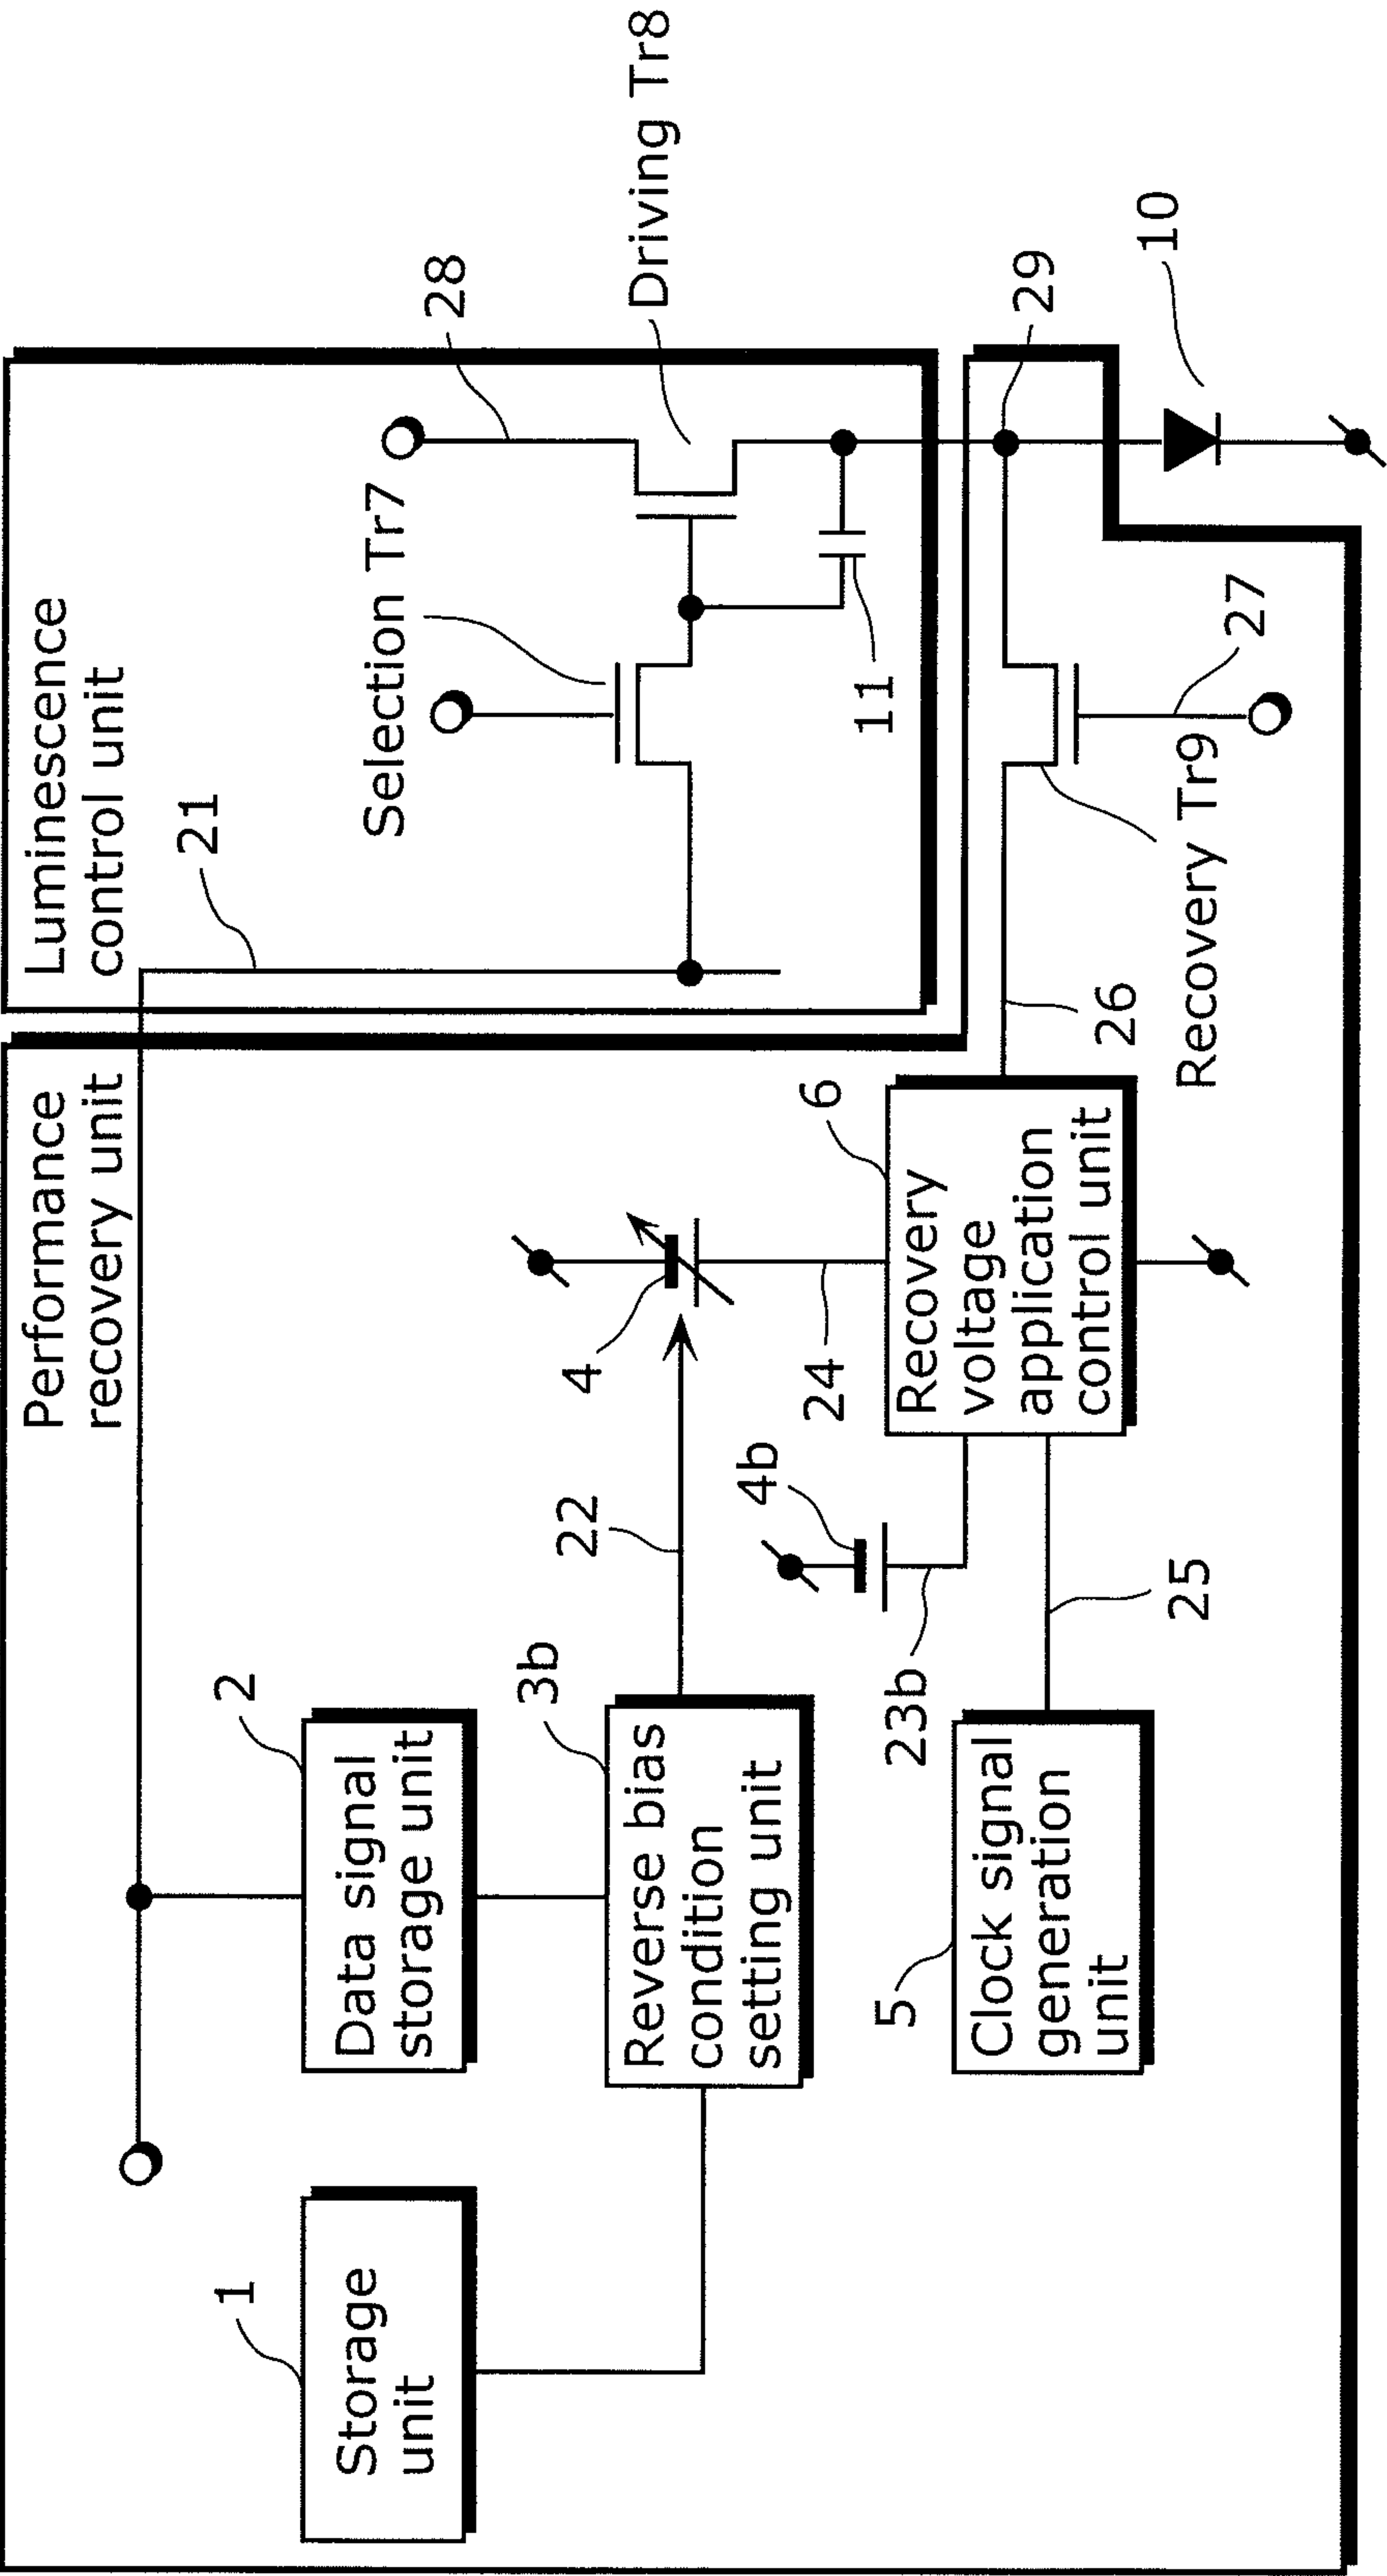 Performance
recovery unit
Luminescence
control unit
1
Storage
unit
2
Data signal
storage unit
3b
Reverse bias
condition
setting unit
5
Clock signal
generation
unit
22
4
4b
23b
24
25
6
Recovery
voltage
application
control unit
26
Recovery Tr9
27
21
Selection Tr7
28
Driving Tr8
11
29
10